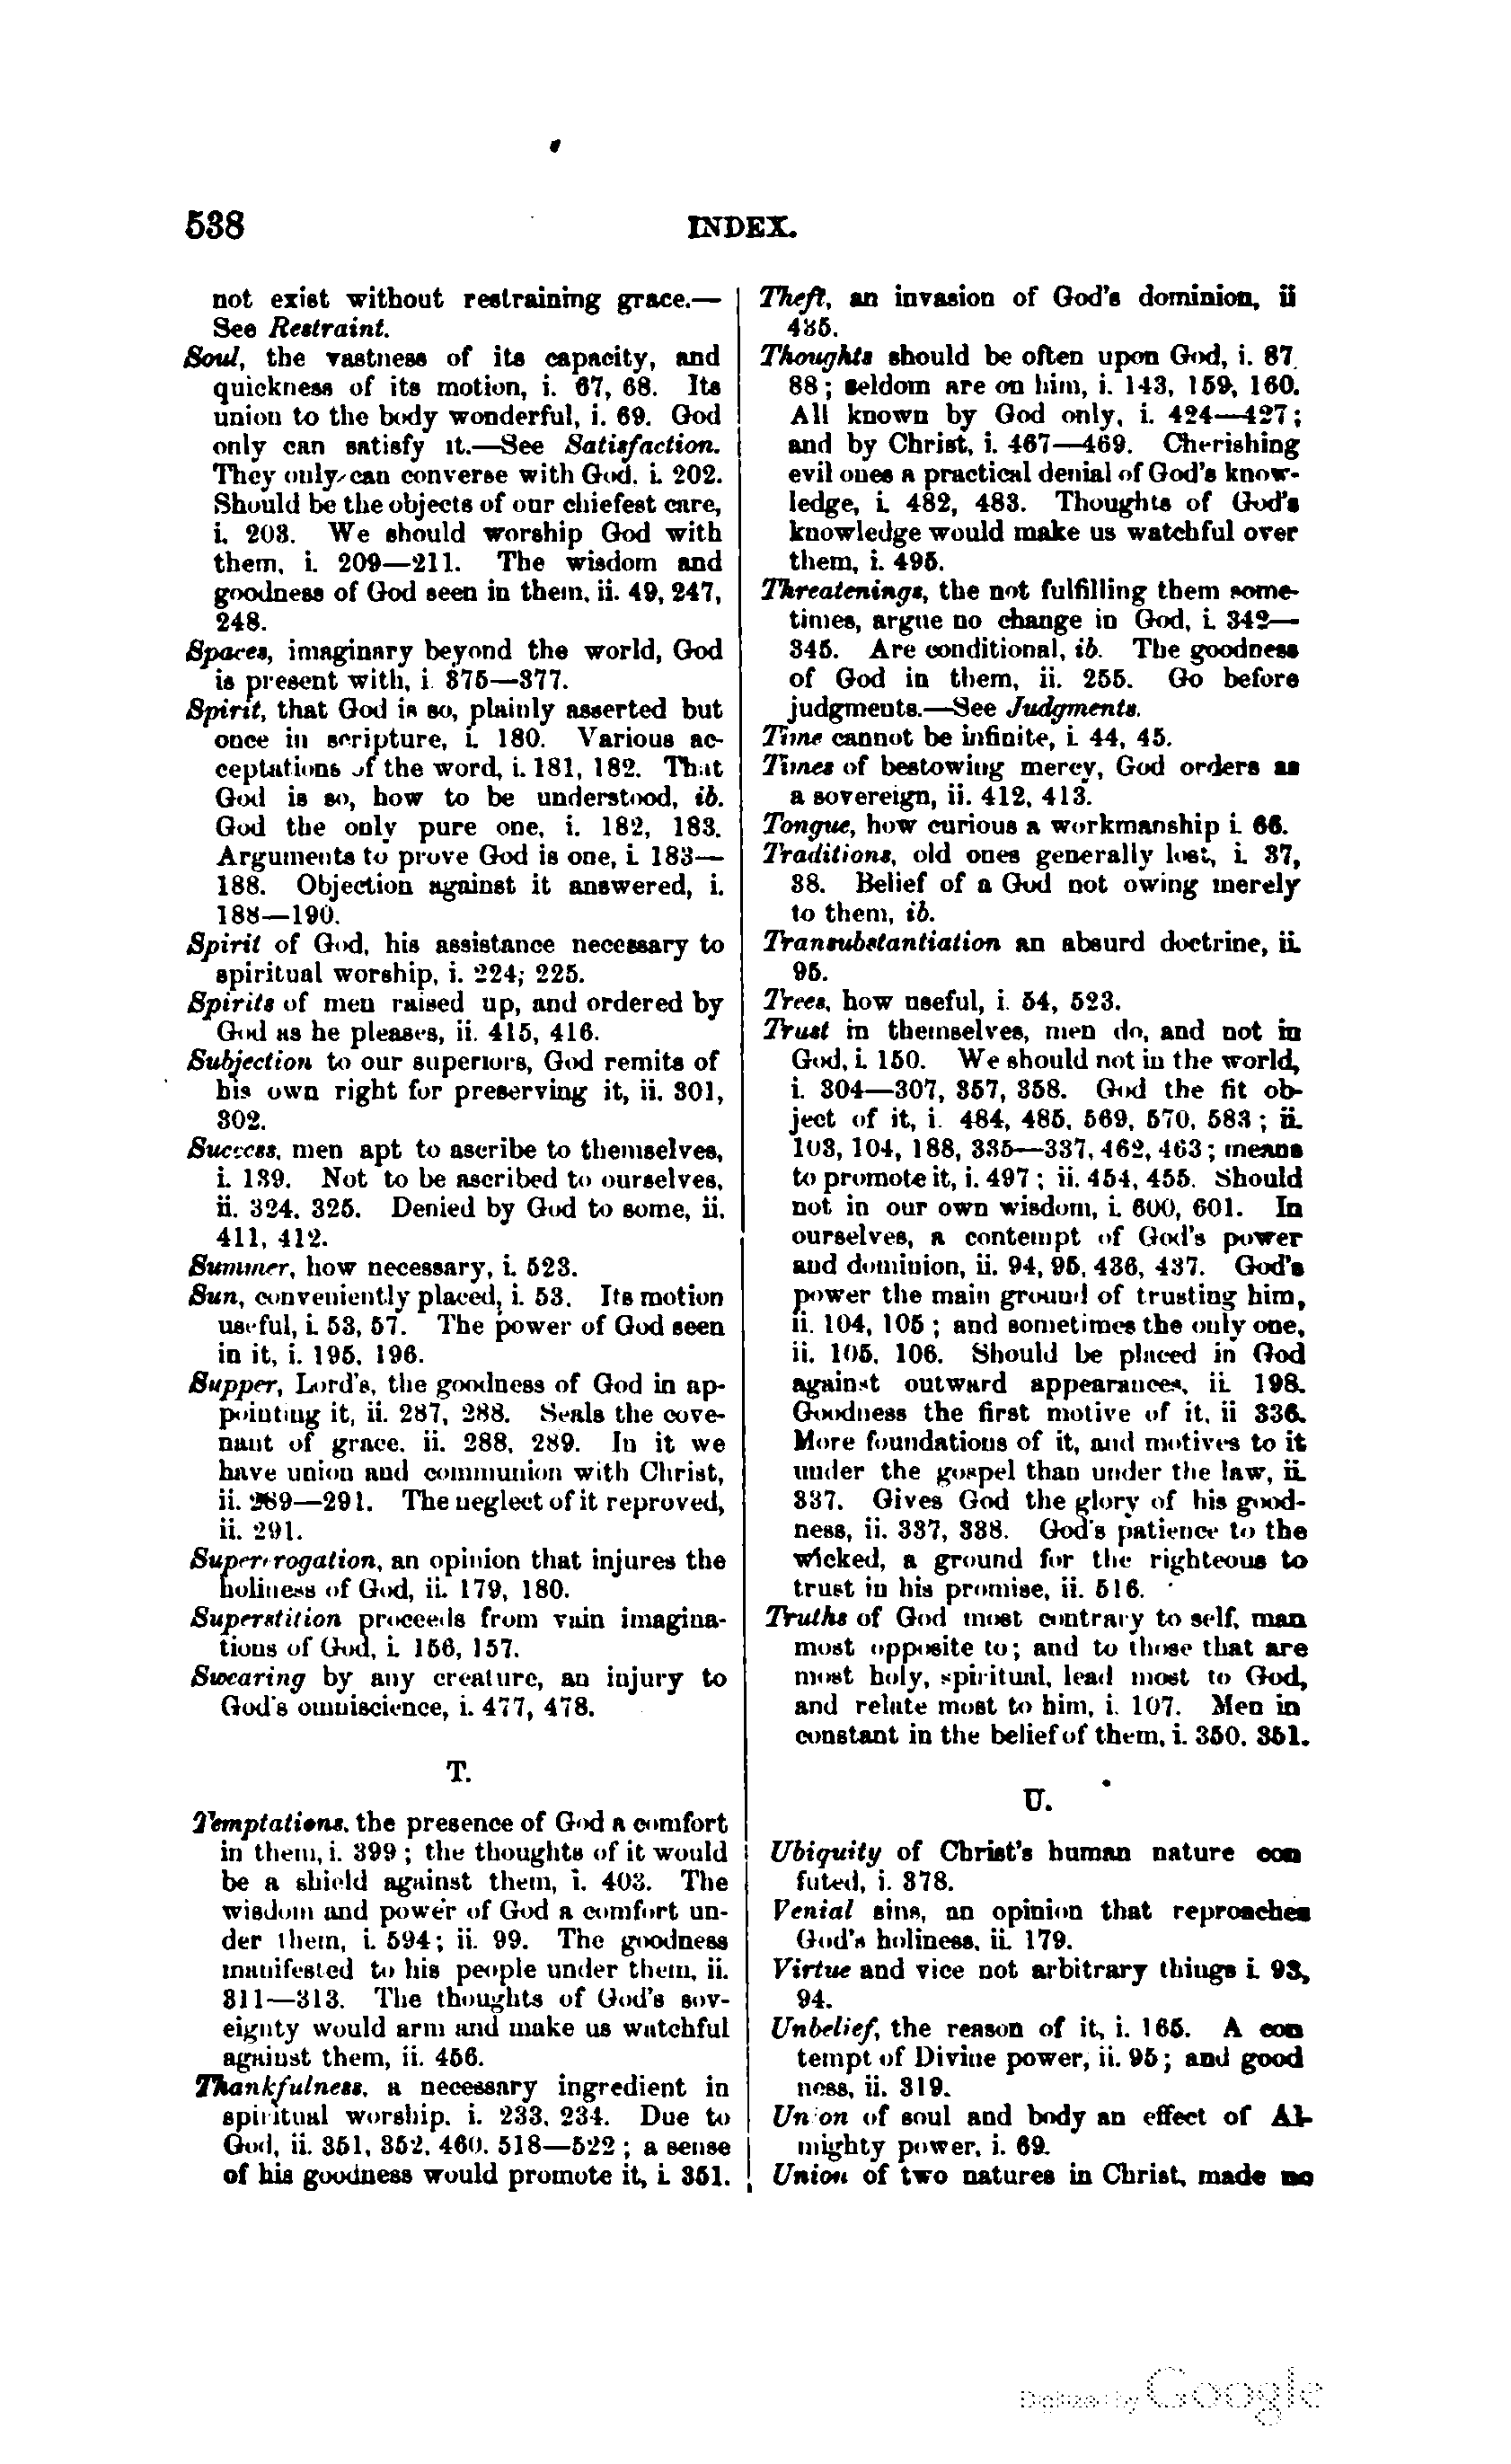 538
INDEX.
not exist without restraining grace.—
See Restraint.
Soul, the vastness of its capacity, and
quickness of its motion, i. 67, 68. Its
union to the body wonderful, i. 69. God
only can satisfy it.—See Satisfaction.
They only can converse with God, i. 202.
Should be the objects of our chiefest care,
i. 203. We should worship God with
them, i. 209—211. The wisdom and
goodness of God seen in them, ii. 49, 247,
248.
Spaces, imaginary beyond the world, God
is present with, i. 375—377.
Spirit, that God is so, plainly asserted but
once in scripture, i. 180. Various ac-
ceptations of the word, i. 181, 182. That
God is so, how to be understood, ib.
God the only pure one, i. 182, 183.
Arguments to prove God is one, i. 183—
188. Objection against it answered, i.
188—190.
Spirit of God, his assistance necessary to
spiritual worship, i. 224, 225.
Spirits of men raised up, and ordered by
God as he pleases, ii. 415, 416.
Subjection to our superiors, God remits of
his own right for preserving it, ii. 301,
302.
Success, men apt to ascribe to themselves,
i. 139. Not to be ascribed to ourselves,
ii. 324, 325. Denied by God to some, ii.
411, 412.
Summer, how necessary, i. 523.
Sun, conveniently placed, i. 53. Its motion
useful, i. 53, 57. The power of God seen
in it, i. 195, 196.
Supper, Lord's, the goodness of God in ap-
pointing it, ii. 287, 288. Seals the cove-
nant of grace, ii. 288, 289. In it we
have union and communion with Christ,
ii. 289—291. The neglect of it reproved,
ii. 291.
Supererogation, an opinion that injures the
holiness of God, ii. 179, 180.
Superstition proceeds from vain imagina-
tions of God, i. 156, 157.
Swearing by any creature, an injury to
God's omniscience, i. 477, 478.
T.
Temptations, the presence of God a comfort
in them, i. 399; the thoughts of it would
be a shield against them, i. 403. The
wisdom and power of God a comfort un-
der them, i. 594; ii. 99. The goodness
manifested to his people under them, ii.
311—313. The thoughts of God's sov-
eignty would arm and make us watchful
against them, ii. 456.
Thankfulness, a necessary ingredient in
spiritual worship, i. 233, 234. Due to
God, ii. 351, 352, 460, 518—522; a sense
of his goodness would promote it, i. 351.
Theft, an invasion of God's dominion, ii
435.
Thoughts should be often upon God, i. 87
88; seldom are on him, i. 143, 159, 160.
All known by God only, i. 424—427;
and by Christ, i. 467—469. Cherishing
evil ones a practical denial of God's know-
ledge, i. 482, 483. Thoughts of God's
knowledge would make us watchful over
them, i. 495.
Threatenings, the not fulfilling them some-
times, argue no change in God, i. 342—
345. Are conditional, ib. The goodness
of God in them, ii. 255. Go before
judgments.—See Judgments.
Time cannot be infinite, i. 44, 45.
Times of bestowing mercy, God orders as
a sovereign, ii. 412, 413.
Tongue, how curious a workmanship i. 66.
Traditions, old ones generally lost, i. 37,
38. Belief of a God not owing merely
to them, ib.
Transubstantiation an absurd doctrine, ii.
95.
Trees, how useful, i. 54, 523.
Trust in themselves, men do, and not in
God, i. 150. We should not in the world,
i. 304—307, 357, 358. God the fit ob-
ject of it, i. 484, 485, 569, 570, 583; ii.
103, 104, 188, 335—337, 462, 463; means
to promote it, i. 497; ii. 454, 455. Should
not in our own wisdom, i. 600, 601. In
ourselves, a contempt of God's power
and dominion, ii. 94, 95, 436, 437. God's
power the main ground of trusting him,
ii. 104, 105; and sometimes the only one,
ii. 105, 106. Should be placed in God
against outward appearances, ii. 198.
Goodness the first motive of it, ii 336.
More foundations of it, and motives to it
under the gospel than under the law, ii.
337. Gives God the glory of his good-
ness, ii. 337, 338. God's patience to the
wicked, a ground for the righteous to
trust in his promise, ii. 516.
Truths of God most contrary to self, man
most opposite to; and to those that are
most holy, spiritual, lead most to God,
and relate most to him, i. 107. Men in
constant in the belief of them, i. 350, 351.
U.
Ubiquity of Christ's human nature con
futed, i. 378.
Venial sins, an opinion that reproaches
God's holiness, ii. 179.
Virtue and vice not arbitrary things i. 93,
94.
Unbelief, the reason of it, i. 165. A con
tempt of Divine power, ii. 95; and good
ness, ii. 319.
Union of soul and body an effect of Al-
mighty power, i. 69.
Union of two natures in Christ, made no
Digitized by Google